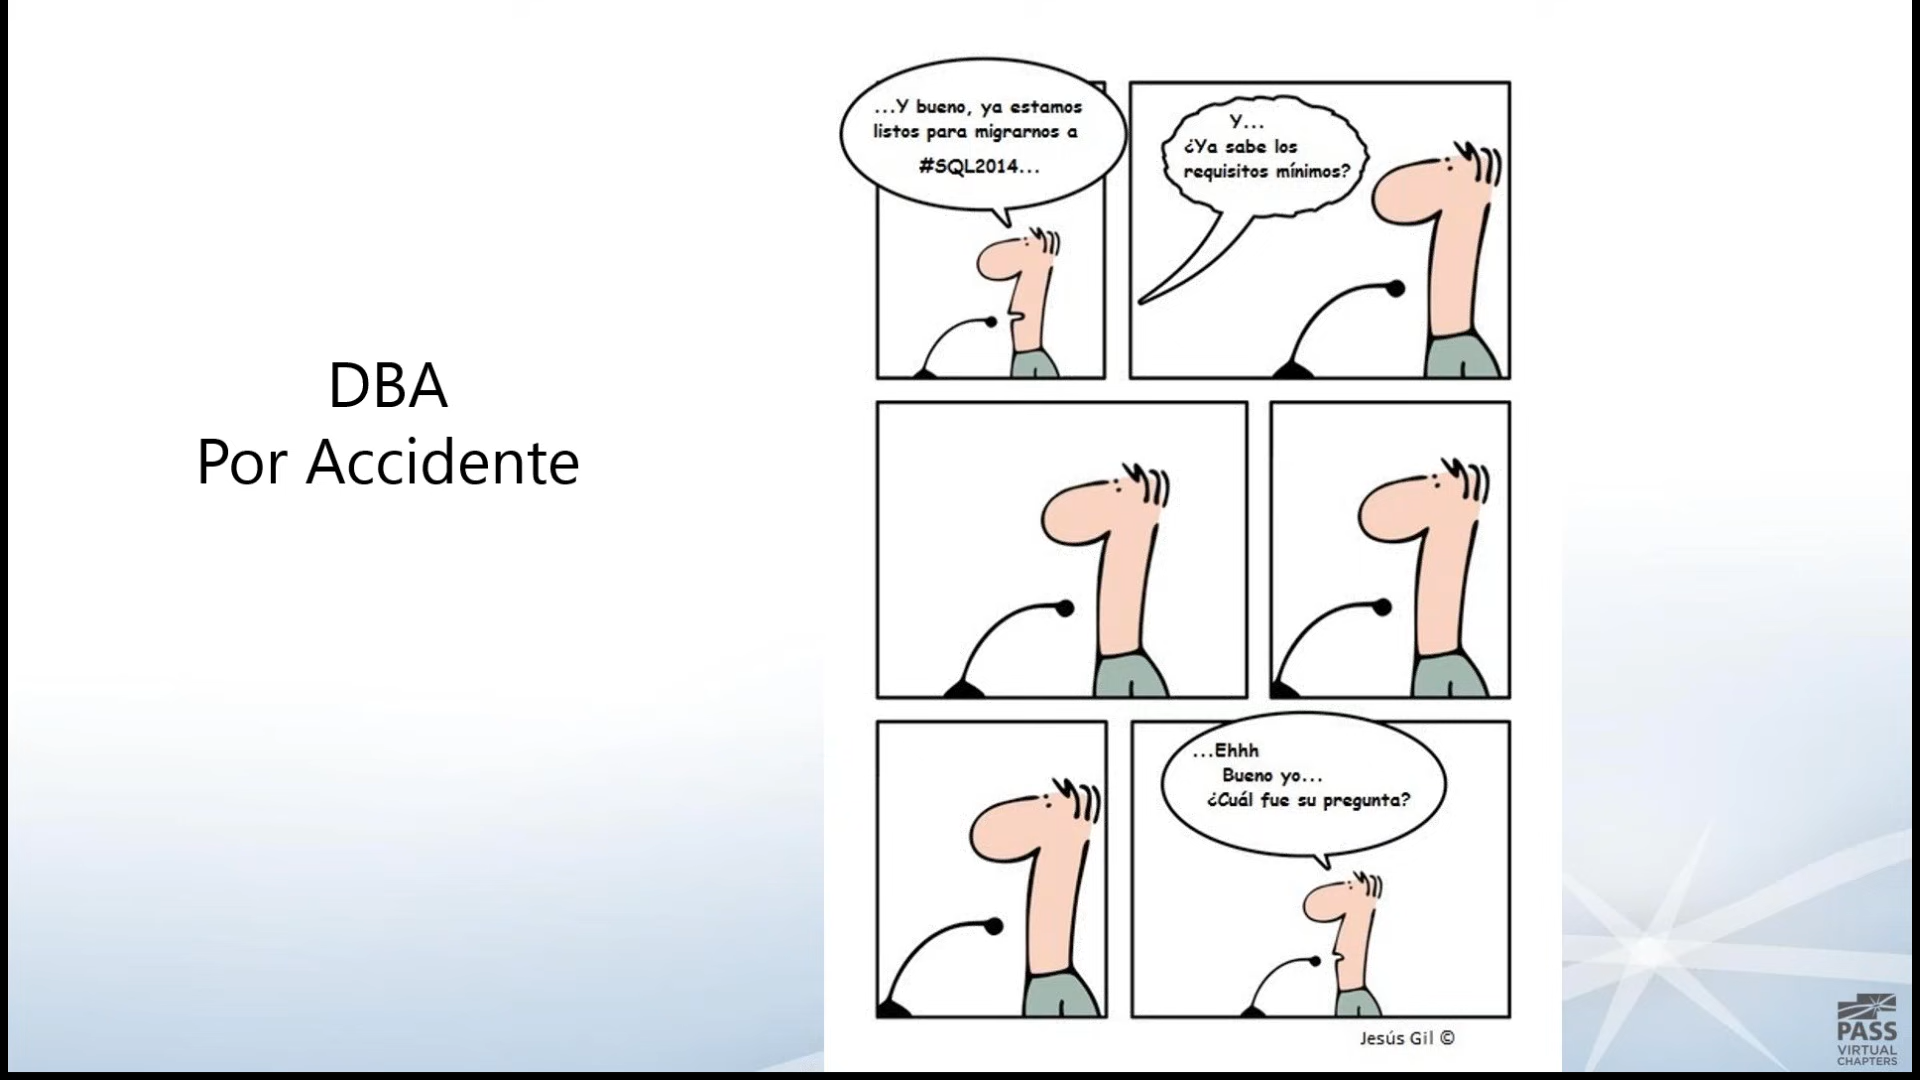 DBA
Por Accidente
...Y bueno, ya estamos
listos para migrarnos a
#SQL2014...
Y...
¿Ya sabe los
requisitos mínimos?
...Ehhh
Bueno yo...
¿Cuál fue su pregunta?
Jesús Gil ©
PASS
VIRTUAL
CHAPTERS